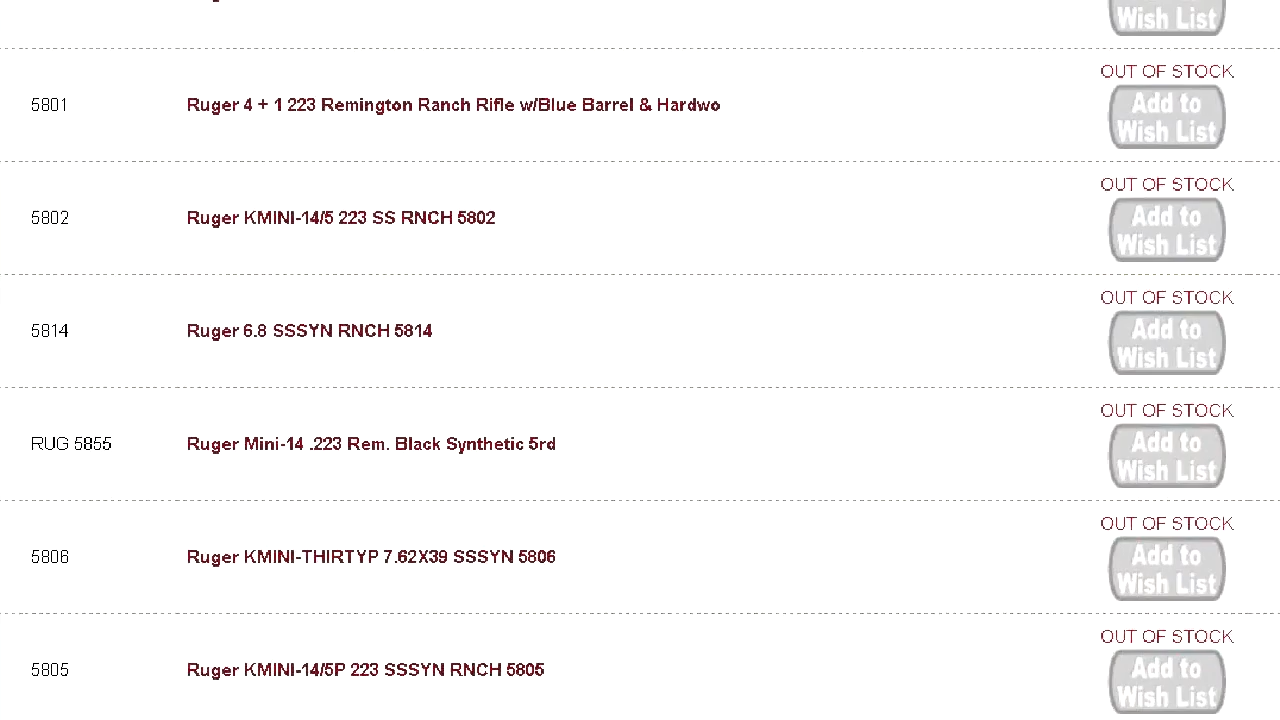 Wish List
OUT OF STOCK
5801 Ruger 4 + 1 223 Remington Ranch Rifle w/Blue Barrel & Hardwo
Add to
Wish List
OUT OF STOCK
5802 Ruger KMINI-14/5 223 SS RNCH 5802
Add to
Wish List
OUT OF STOCK
5814 Ruger 6.8 SSSYN RNCH 5814
Add to
Wish List
OUT OF STOCK
RUG 5855 Ruger Mini-14 .223 Rem. Black Synthetic 5rd
Add to
Wish List
OUT OF STOCK
5806 Ruger KMINI-THIRTYP 7.62X39 SSSYN 5806
Add to
Wish List
OUT OF STOCK
5805 Ruger KMINI-14/5P 223 SSSYN RNCH 5805
Add to
Wish List